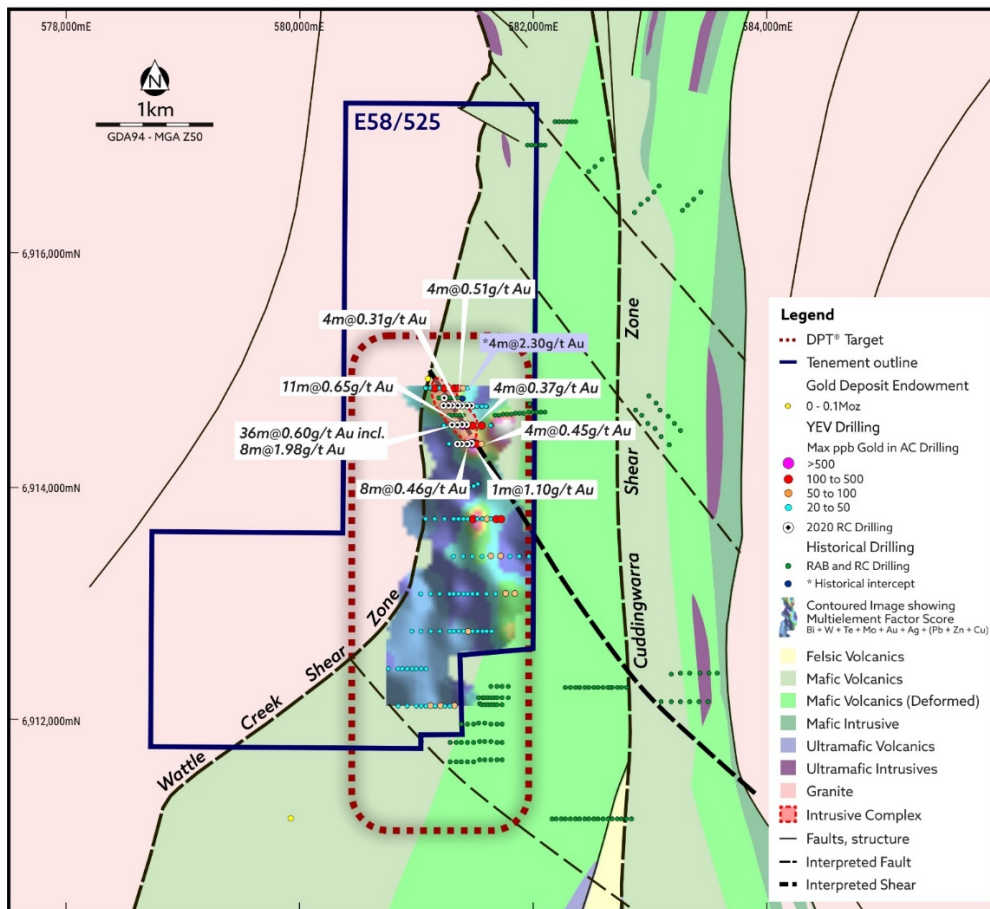 578,000mE
580,000mE
582,000mE
584,000mE
N
1km
GDA94 - MGA Z50
E58/525
6,916,000mN
4m@0.51g/t Au
4m@0.31g/t Au
*4m@2.30g/t Au
11m@0.65g/t Au
4m@0.37g/t Au
36m@0.60g/t Au incl.
8m@1.98g/t Au
4m@0.45g/t Au
8m@0.46g/t Au
1m@1.10g/t Au
6,914,000mN
6,912,000mN
Wattle Creek Shear Zone
Cuddingwarra Shear Zone
Legend
DPT® Target
Tenement outline
Gold Deposit Endowment
0 - 0.1Moz
YEV Drilling
Max ppb Gold in AC Drilling
>500
100 to 500
50 to 100
20 to 50
2020 RC Drilling
Historical Drilling
RAB and RC Drilling
* Historical intercept
Contoured Image showing
Multielement Factor Score
Bi + W + Te + Mo + Au + Ag + (Pb + Zn + Cu)
Felsic Volcanics
Mafic Volcanics
Mafic Volcanics (Deformed)
Mafic Intrusive
Ultramafic Volcanics
Ultramafic Intrusives
Granite
Intrusive Complex
Faults, structure
Interpreted Fault
Interpreted Shear